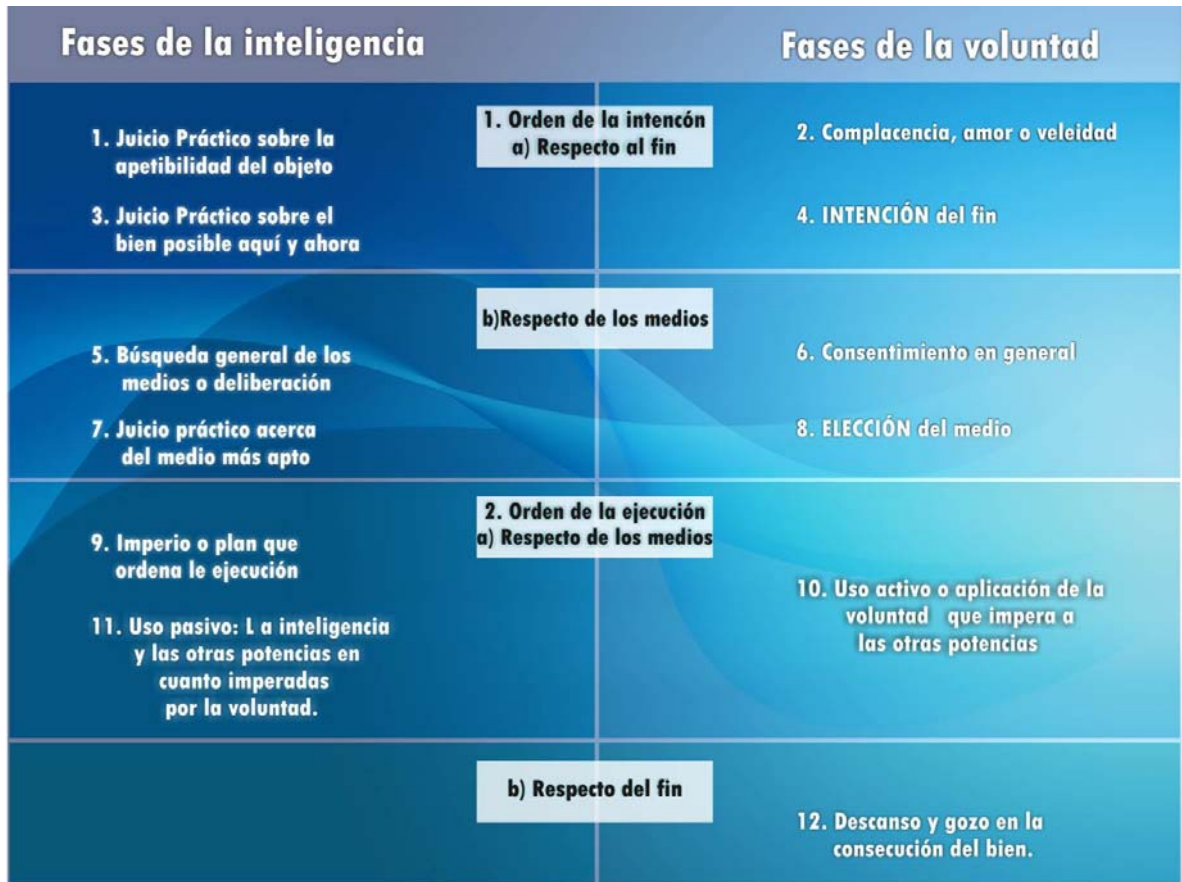 Fases de la inteligencia
Fases de la voluntad
1. Orden de la intencón
a) Respecto al fin
1. Juicio Práctico sobre la
apetibilidad del objeto
2. Complacencia, amor o veleidad
3. Juicio Práctico sobre el
bien posible aquí y ahora
4. INTENCIÓN del fin
b)Respecto de los medios
5. Búsqueda general de los
medios o deliberación
6. Consentimiento en general
7. Juicio práctico acerca
del medio más apto
8. ELECCIÓN del medio
2. Orden de la ejecución
a) Respecto de los medios
9. Imperio o plan que
ordena le ejecución
10. Uso activo o aplicación de la
voluntad que impera a
las otras potencias
11. Uso pasivo: L a inteligencia
y las otras potencias en
cuanto imperadas
por la voluntad.
b) Respecto del fin
12. Descanso y gozo en la
consecución del bien.